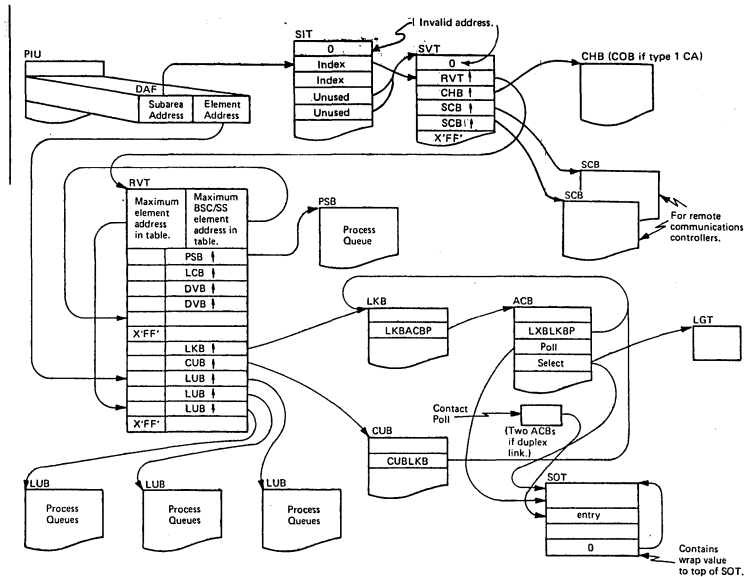 PIU
DAF
Subarea Address
Element Address
SIT
0
Index
Index
Unused
Unused
Invalid address.
SVT
0
RVT
CHB
SCB
SCB
X'FF'
CHB (COB if type 1 CA)
SCB
SCB
For remote
communications
controllers.
RVT
Maximum
element
address
in table.
Maximum
BSC/SS
element
address in
table.
PSB
LCB
DVB
DVB
X'FF'
LKB
CUB
LUB
LUB
LUB
X'FF'
PSB
Process
Queue
LKB
LKBACBP
ACB
LXBLKBP
Poll
Select
LGT
Contact
Poll
(Two ACBs
if duplex
link.)
CUB
CUBLKB
SOT
entry
0
Contains
wrap value
to top of SOT.
LUB
Process
Queues
LUB
Process
Queues
LUB
Process
Queues